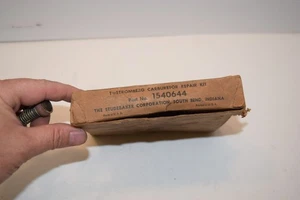 CARBURETOR REPAIR KIT
Part No. 1540644
THE STUDEBAKER CORPORATION, SOUTH BEND, INDIANA